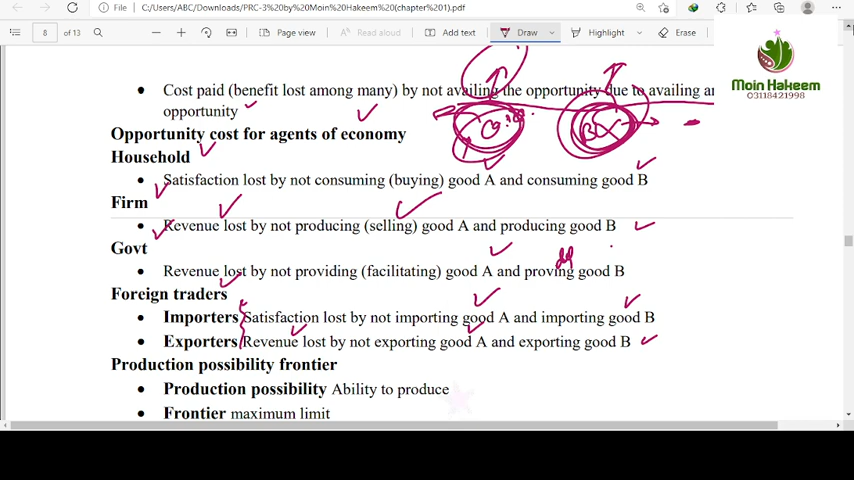 File
C:/Users/ABC/Downloads/PRC-3%20by%20Moin%20Hakeem%20(chapter%201).pdf
8 of 13
Page view
Read aloud
Add text
Draw
Highlight
Erase
Moin Hakeem
03118421998
Cost paid (benefit lost among many) by not availing the opportunity due to availing an
opportunity
Opportunity cost for agents of economy
Household
Satisfaction lost by not consuming (buying) good A and consuming good B
Firm
Revenue lost by not producing (selling) good A and producing good B
Govt
Revenue lost by not providing (facilitating) good A and proving good B
Foreign traders
Importers Satisfaction lost by not importing good A and importing good B
Exporters Revenue lost by not exporting good A and exporting good B
Production possibility frontier
Production possibility Ability to produce
Frontier maximum limit